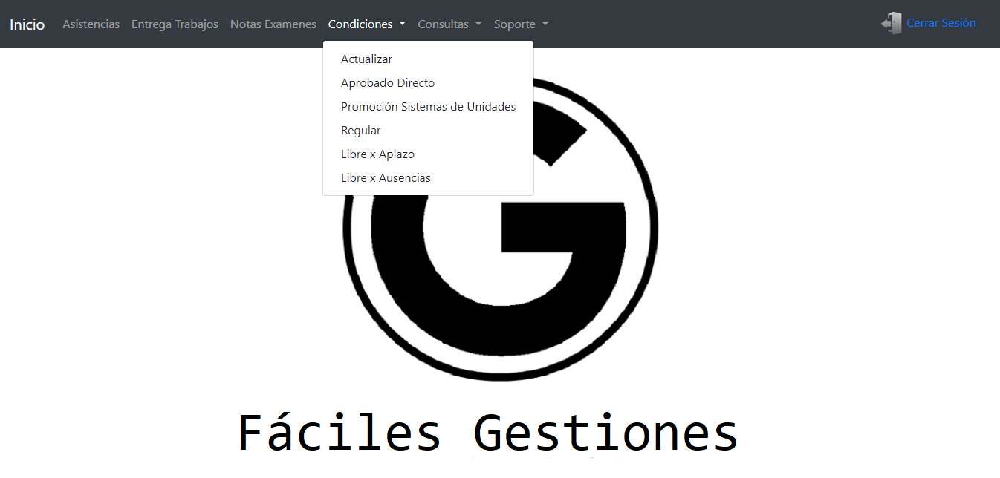 Inicio Asistencias Entrega Trabajos Notas Examenes Condiciones Consultas Soporte Cerrar Sesión
Actualizar
Aprobado Directo
Promoción Sistemas de Unidades
Regular
Libre x Aplazo
Libre x Ausencias
G
Fáciles Gestiones